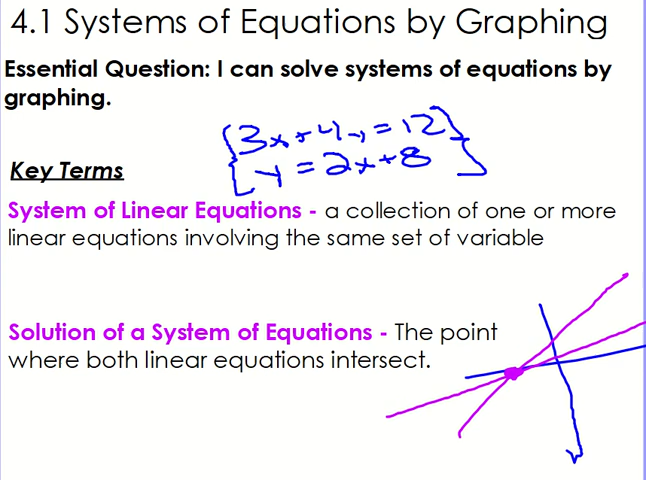 4.1 Systems of Equations by Graphing
Essential Question: I can solve systems of equations by
graphing.
3x+4y=12
y=2x+8
Key Terms
System of Linear Equations - a collection of one or more
linear equations involving the same set of variable
Solution of a System of Equations - The point
where both linear equations intersect.